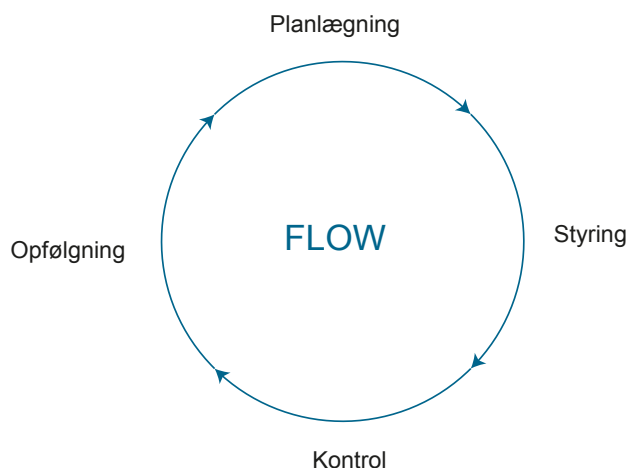 Planlægning
FLOW
Styring
Opfølgning
Kontrol